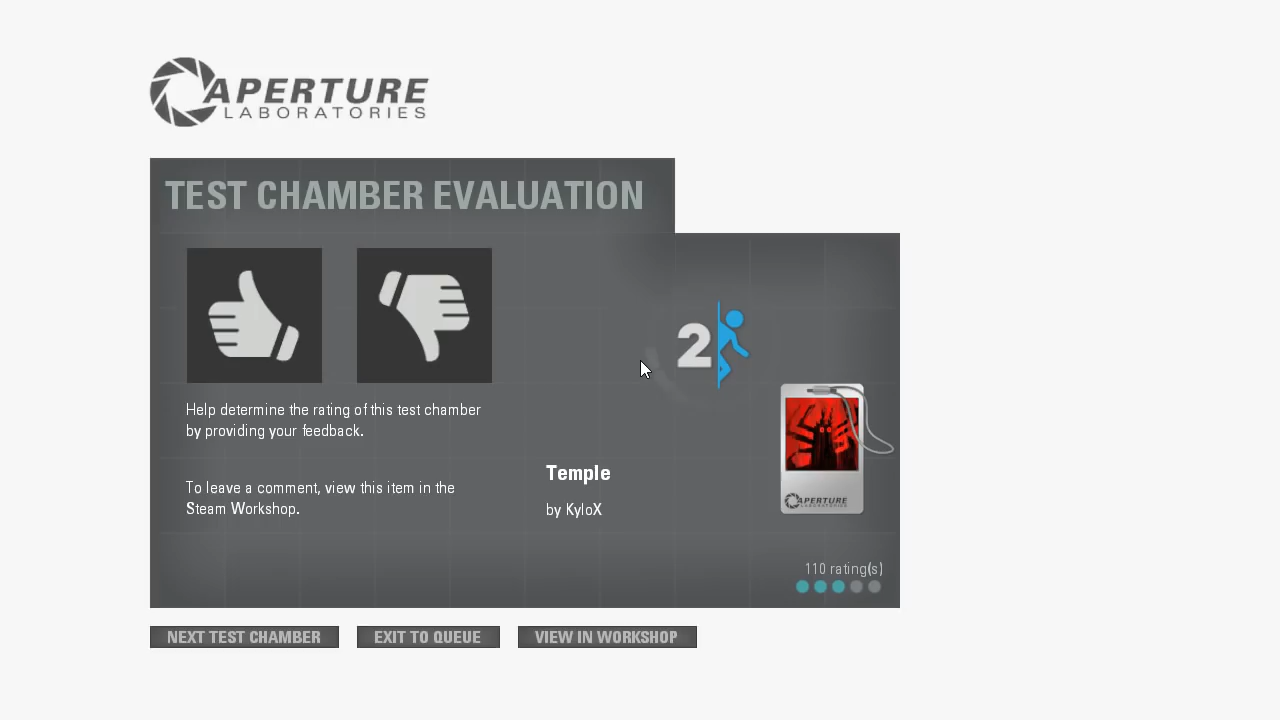 APERTURE
LABORATORIES
TEST CHAMBER EVALUATION
2
Help determine the rating of this test chamber
by providing your feedback.
To leave a comment, view this item in the
Steam Workshop.
Temple
by KyloX
APERTURE
LABORATORIES
110 rating(s)
NEXT TEST CHAMBER
EXIT TO QUEUE
VIEW IN WORKSHOP